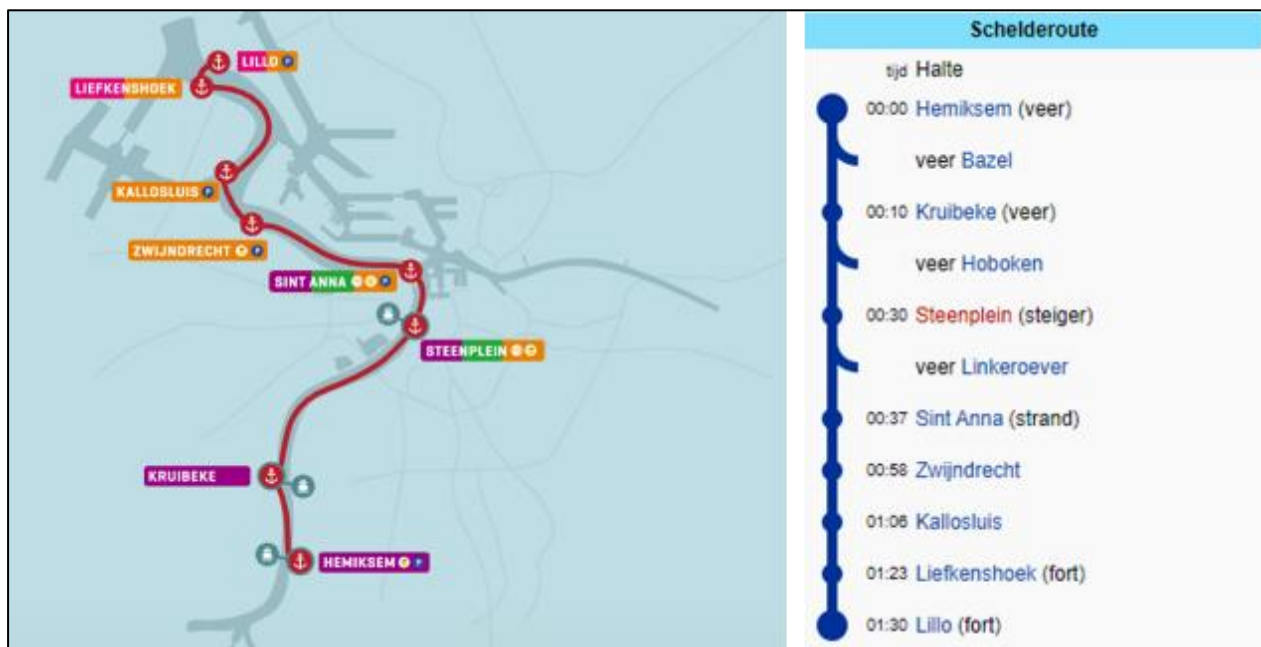 LILLO P
LIEFKENSHOEK
KALLOSLUIS P
ZWIJNDRECHT P
SINT ANNA P
STEENPLEIN
KRUIBEKE
HEMIKSEM P P
Schelderoute
tijd Halte
00:00 Hemiksem (veer)
veer Bazel
00:10 Kruibeke (veer)
veer Hoboken
00:30 Steenplein (steiger)
veer Linkeroever
00:37 Sint Anna (strand)
00:58 Zwijndrecht
01:06 Kallosluis
01:23 Liefkenshoek (fort)
01:30 Lillo (fort)